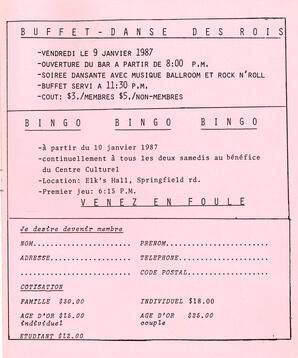 BUFFET-DANSE DES ROIS
-VENDREDI LE 9 JANVIER 1987
-OUVERTURE DU BAR A PARTIR DE 8:00 P.M.
-SOIREE DANSANTE AVEC MUSIQUE BALLROOM ET ROCK N'ROLL
-BUFFET SERVI A 11:30 P.M.
-COUT: $3./MEMBRES $5./NON-MEMBRES
BINGO BINGO BINGO
-à partur du 10 janvier 1987
-continuellement à tous les deux samedis au bénéfice
du Centre Culturel
-Location: Elk's Hall, Springfield rd.
-Premier jeu: 6:15 P.M.
VENEZ EN FOULE
Je desire devenir membre
NOM............................ PRENOM....................
ADRESSE........................ TELEPHONE.................
............................... CODE POSTAL...............
COTISATION
FAMILLE $30.00 INDIVIDUEL $18.00
AGE D'OR $15.00 AGE D'OR $25.00
individuel couple
ETUDIANT $12.00